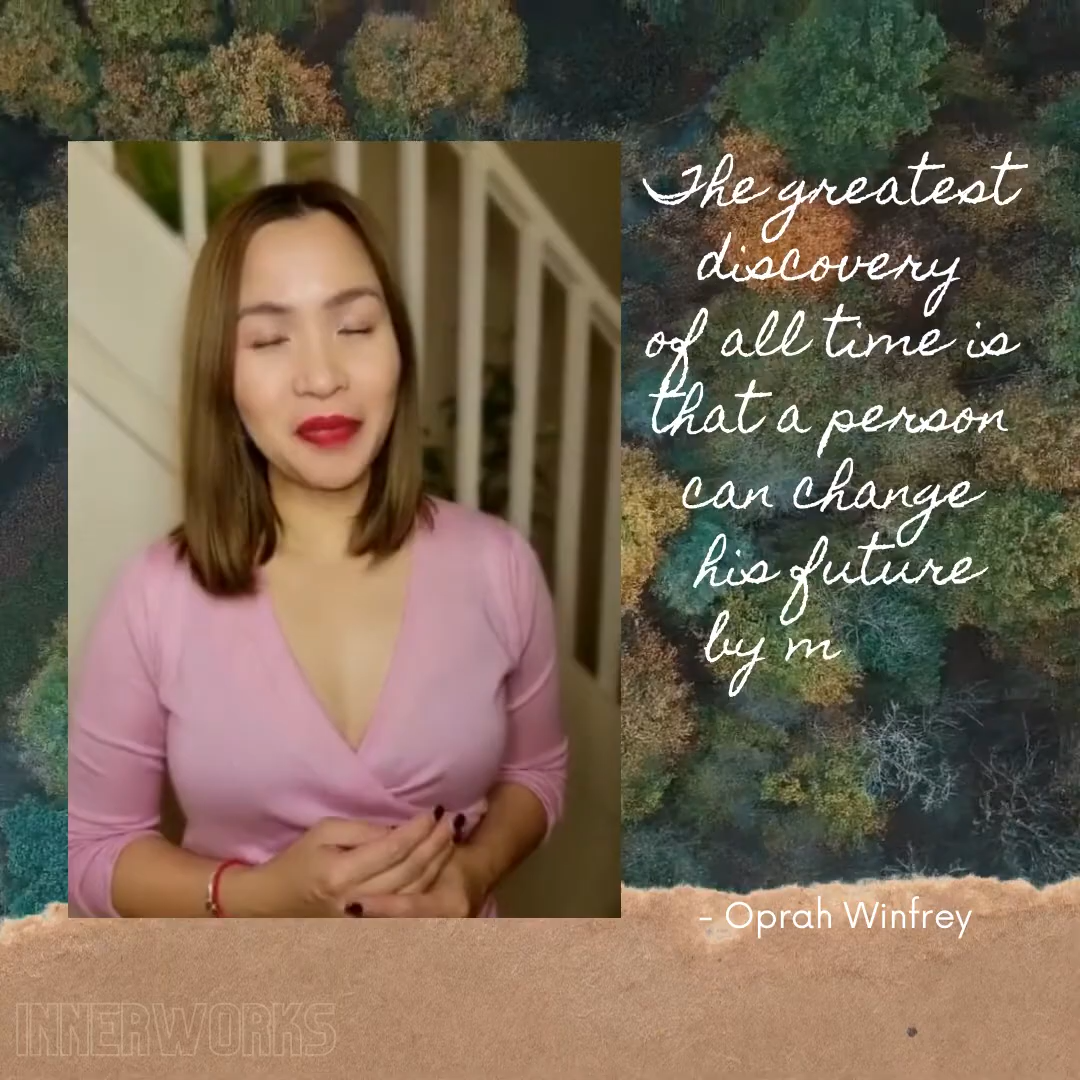 The greatest
discovery
of all time is
that a person
can change
his future
by m
- Oprah Winfrey
INNERWORKS